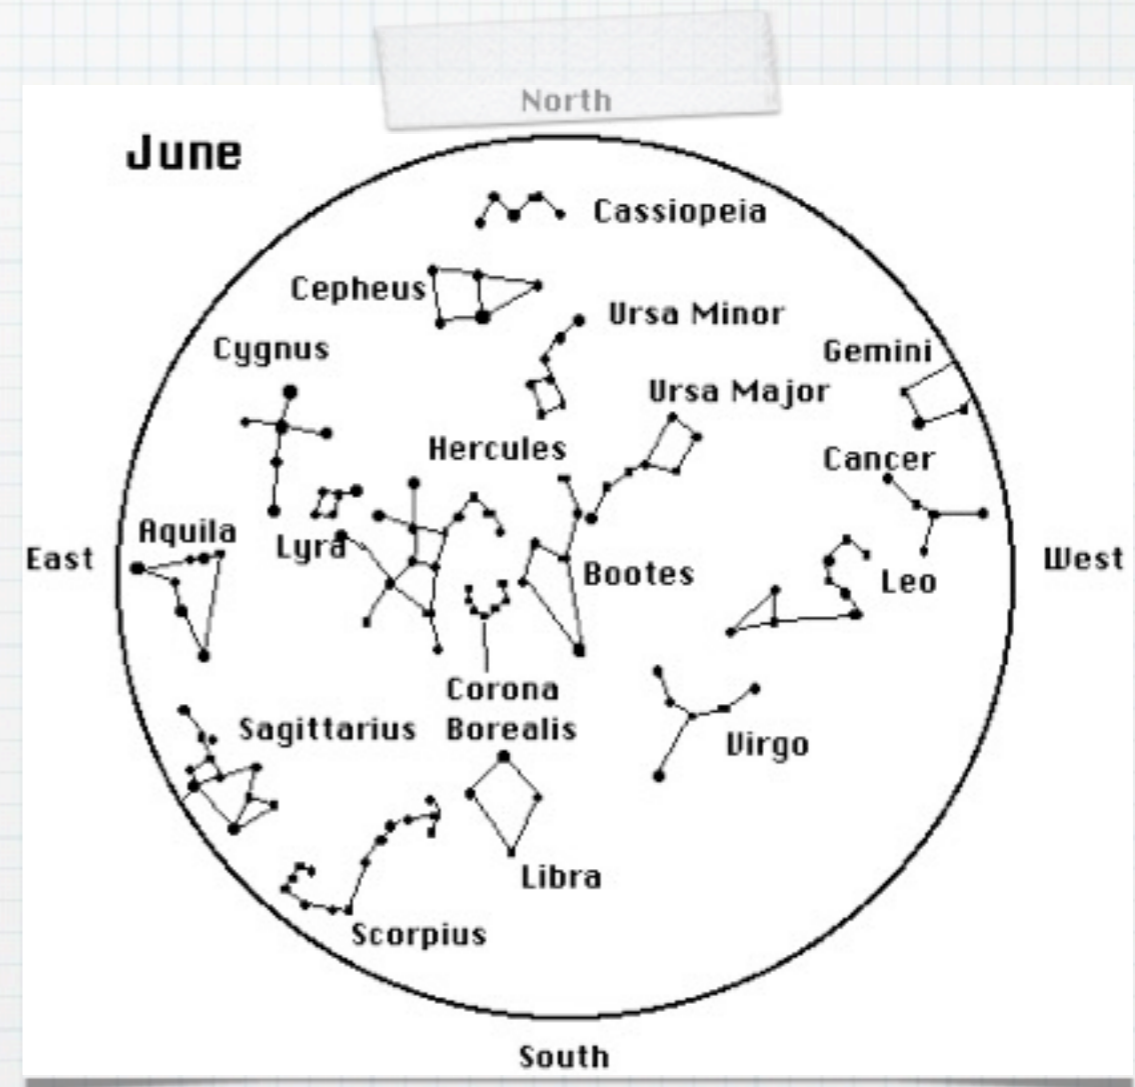 North
June
Cassiopeia
Cepheus
Ursa Minor
Cygnus
Gemini
Ursa Major
Hercules
Cancer
Aquila
Lyra
East
West
Bootes
Leo
Corona
Borealis
Sagittarius
Virgo
Libra
Scorpius
South